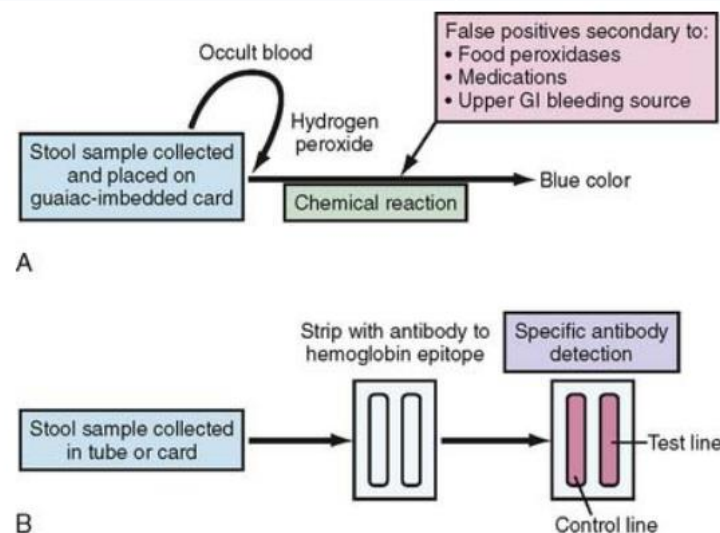 Occult blood
Hydrogen
peroxide
False positives secondary to:
• Food peroxidases
• Medications
• Upper GI bleeding source
Stool sample collected
and placed on
guaiac-imbedded card
Chemical reaction
Blue color
A
Strip with antibody to
hemoglobin epitope
Specific antibody
detection
Stool sample collected
in tube or card
Test line
Control line
B